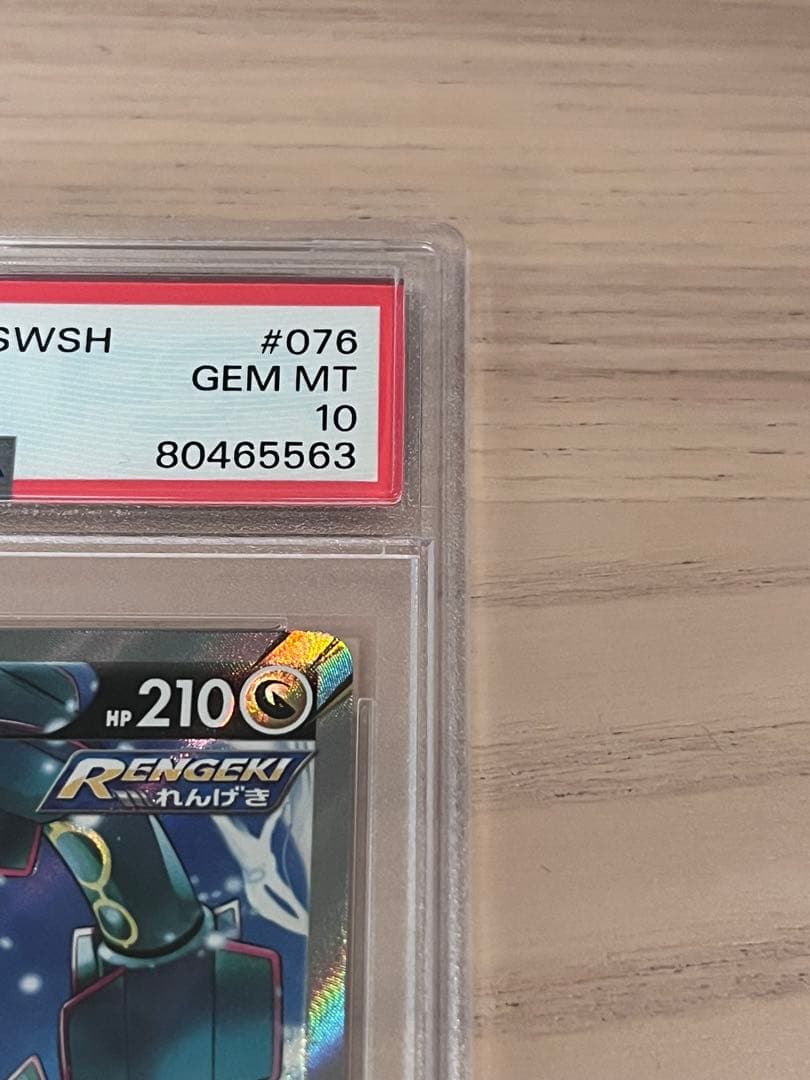 SWSH #076
GEM MT
10
80465563
HP 210
RENGEKI
れんげき